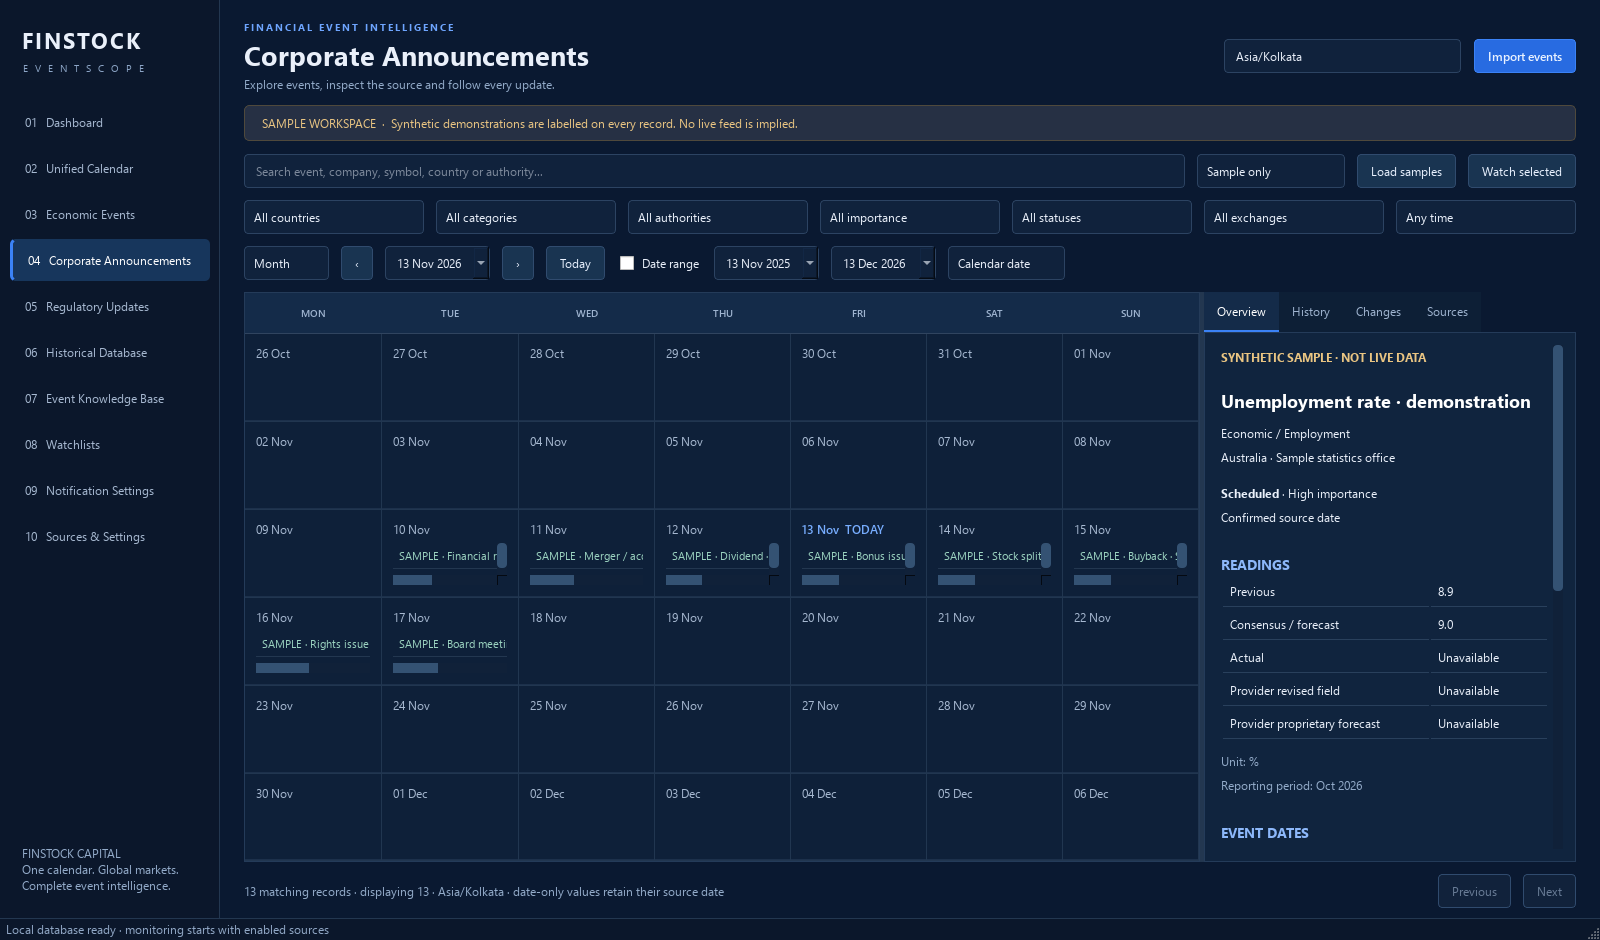 FINSTOCK
EVENTSCOPE
01 Dashboard
02 Unified Calendar
03 Economic Events
04 Corporate Announcements
05 Regulatory Updates
06 Historical Database
07 Event Knowledge Base
08 Watchlists
09 Notification Settings
10 Sources & Settings
FINSTOCK CAPITAL
One calendar. Global markets.
Complete event intelligence.
FINANCIAL EVENT INTELLIGENCE
Corporate Announcements
Explore events, inspect the source and follow every update.
Asia/Kolkata
Import events
SAMPLE WORKSPACE · Synthetic demonstrations are labelled on every record. No live feed is implied.
Search event, company, symbol, country or authority...
Sample only
Load samples
Watch selected
All countries
All categories
All authorities
All importance
All statuses
All exchanges
Any time
Month
‹
13 Nov 2026
›
Today
Date range
13 Nov 2025
13 Dec 2026
Calendar date
MON TUE WED THU FRI SAT SUN
26 Oct 27 Oct 28 Oct 29 Oct 30 Oct 31 Oct 01 Nov
02 Nov 03 Nov 04 Nov 05 Nov 06 Nov 07 Nov 08 Nov
09 Nov 10 Nov 11 Nov 12 Nov 13 Nov TODAY 14 Nov 15 Nov
SAMPLE · Financial r
SAMPLE · Merger / acc
SAMPLE · Dividend ·
SAMPLE · Bonus issu
SAMPLE · Stock split
SAMPLE · Buyback ·
16 Nov 17 Nov 18 Nov 19 Nov 20 Nov 21 Nov 22 Nov
SAMPLE · Rights issue
SAMPLE · Board meeti
23 Nov 24 Nov 25 Nov 26 Nov 27 Nov 28 Nov 29 Nov
30 Nov 01 Dec 02 Dec 03 Dec 04 Dec 05 Dec 06 Dec
Overview History Changes Sources
SYNTHETIC SAMPLE · NOT LIVE DATA
Unemployment rate · demonstration
Economic / Employment
Australia · Sample statistics office
Scheduled · High importance
Confirmed source date
READINGS
Previous 8.9
Consensus / forecast 9.0
Actual Unavailable
Provider revised field Unavailable
Provider proprietary forecast Unavailable
Unit: %
Reporting period: Oct 2026
EVENT DATES
13 matching records · displaying 13 · Asia/Kolkata · date-only values retain their source date
Previous
Next
Local database ready · monitoring starts with enabled sources